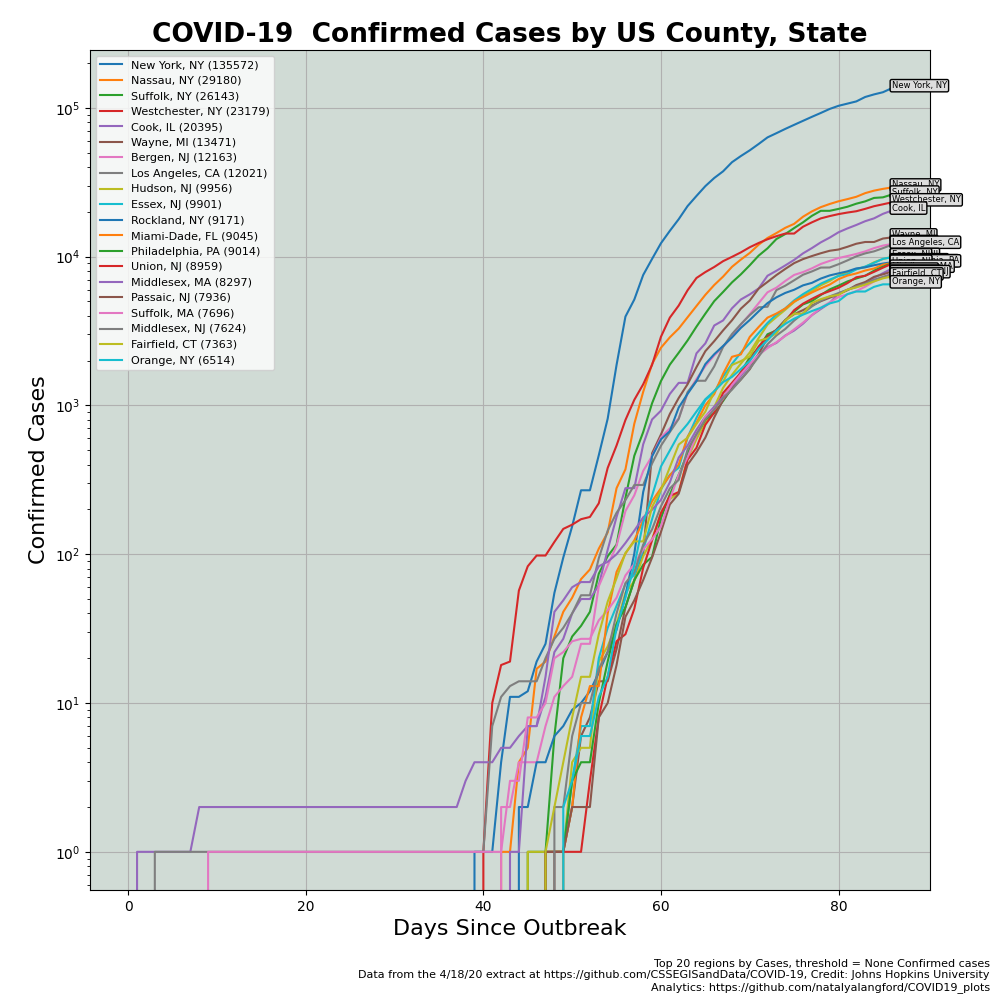 COVID-19  Confirmed Cases by US County, State
New York, NY (135572)
Nassau, NY (29180)
Suffolk, NY (26143)
Westchester, NY (23179)
Cook, IL (20395)
Wayne, MI (13471)
Bergen, NJ (12163)
Los Angeles, CA (12021)
Hudson, NJ (9956)
Essex, NJ (9901)
Rockland, NY (9171)
Miami-Dade, FL (9045)
Philadelphia, PA (9014)
Union, NJ (8959)
Middlesex, MA (8297)
Passaic, NJ (7936)
Suffolk, MA (7696)
Middlesex, NJ (7624)
Fairfield, CT (7363)
Orange, NY (6514)
New York, NY
Nassau, NY
Suffolk, NY
Westchester, NY
Cook, IL
Wayne, MI
Los Angeles, CA
Fairfield, CT
Orange, NY
Confirmed Cases
10^5
10^4
10^3
10^2
10^1
10^0
0 20 40 60 80
Days Since Outbreak
Top 20 regions by Cases, threshold = None Confirmed cases
Data from the 4/18/20 extract at https://github.com/CSSEGISandData/COVID-19, Credit: Johns Hopkins University
Analytics: https://github.com/natalyalangford/COVID19_plots